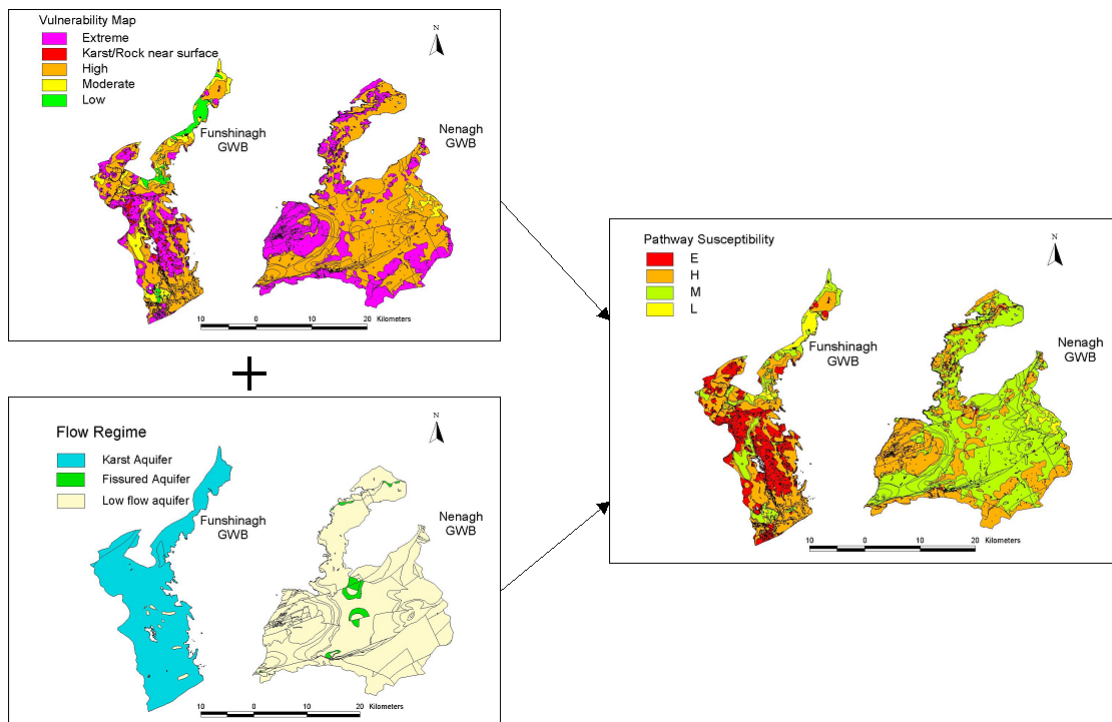 Vulnerability Map
Extreme
Karst/Rock near surface
High
Moderate
Low
N
Funshinagh
GWB
Nenagh
GWB
10 0 10 20 Kilometers
+
Flow Regime
Karst Aquifer
Fissured Aquifer
Low flow aquifer
N
Funshinagh
GWB
Nenagh
GWB
10 0 10 20 Kilometers
Pathway Susceptibility
E
H
M
L
N
Funshinagh
GWB
Nenagh
GWB
10 0 10 20 Kilometers